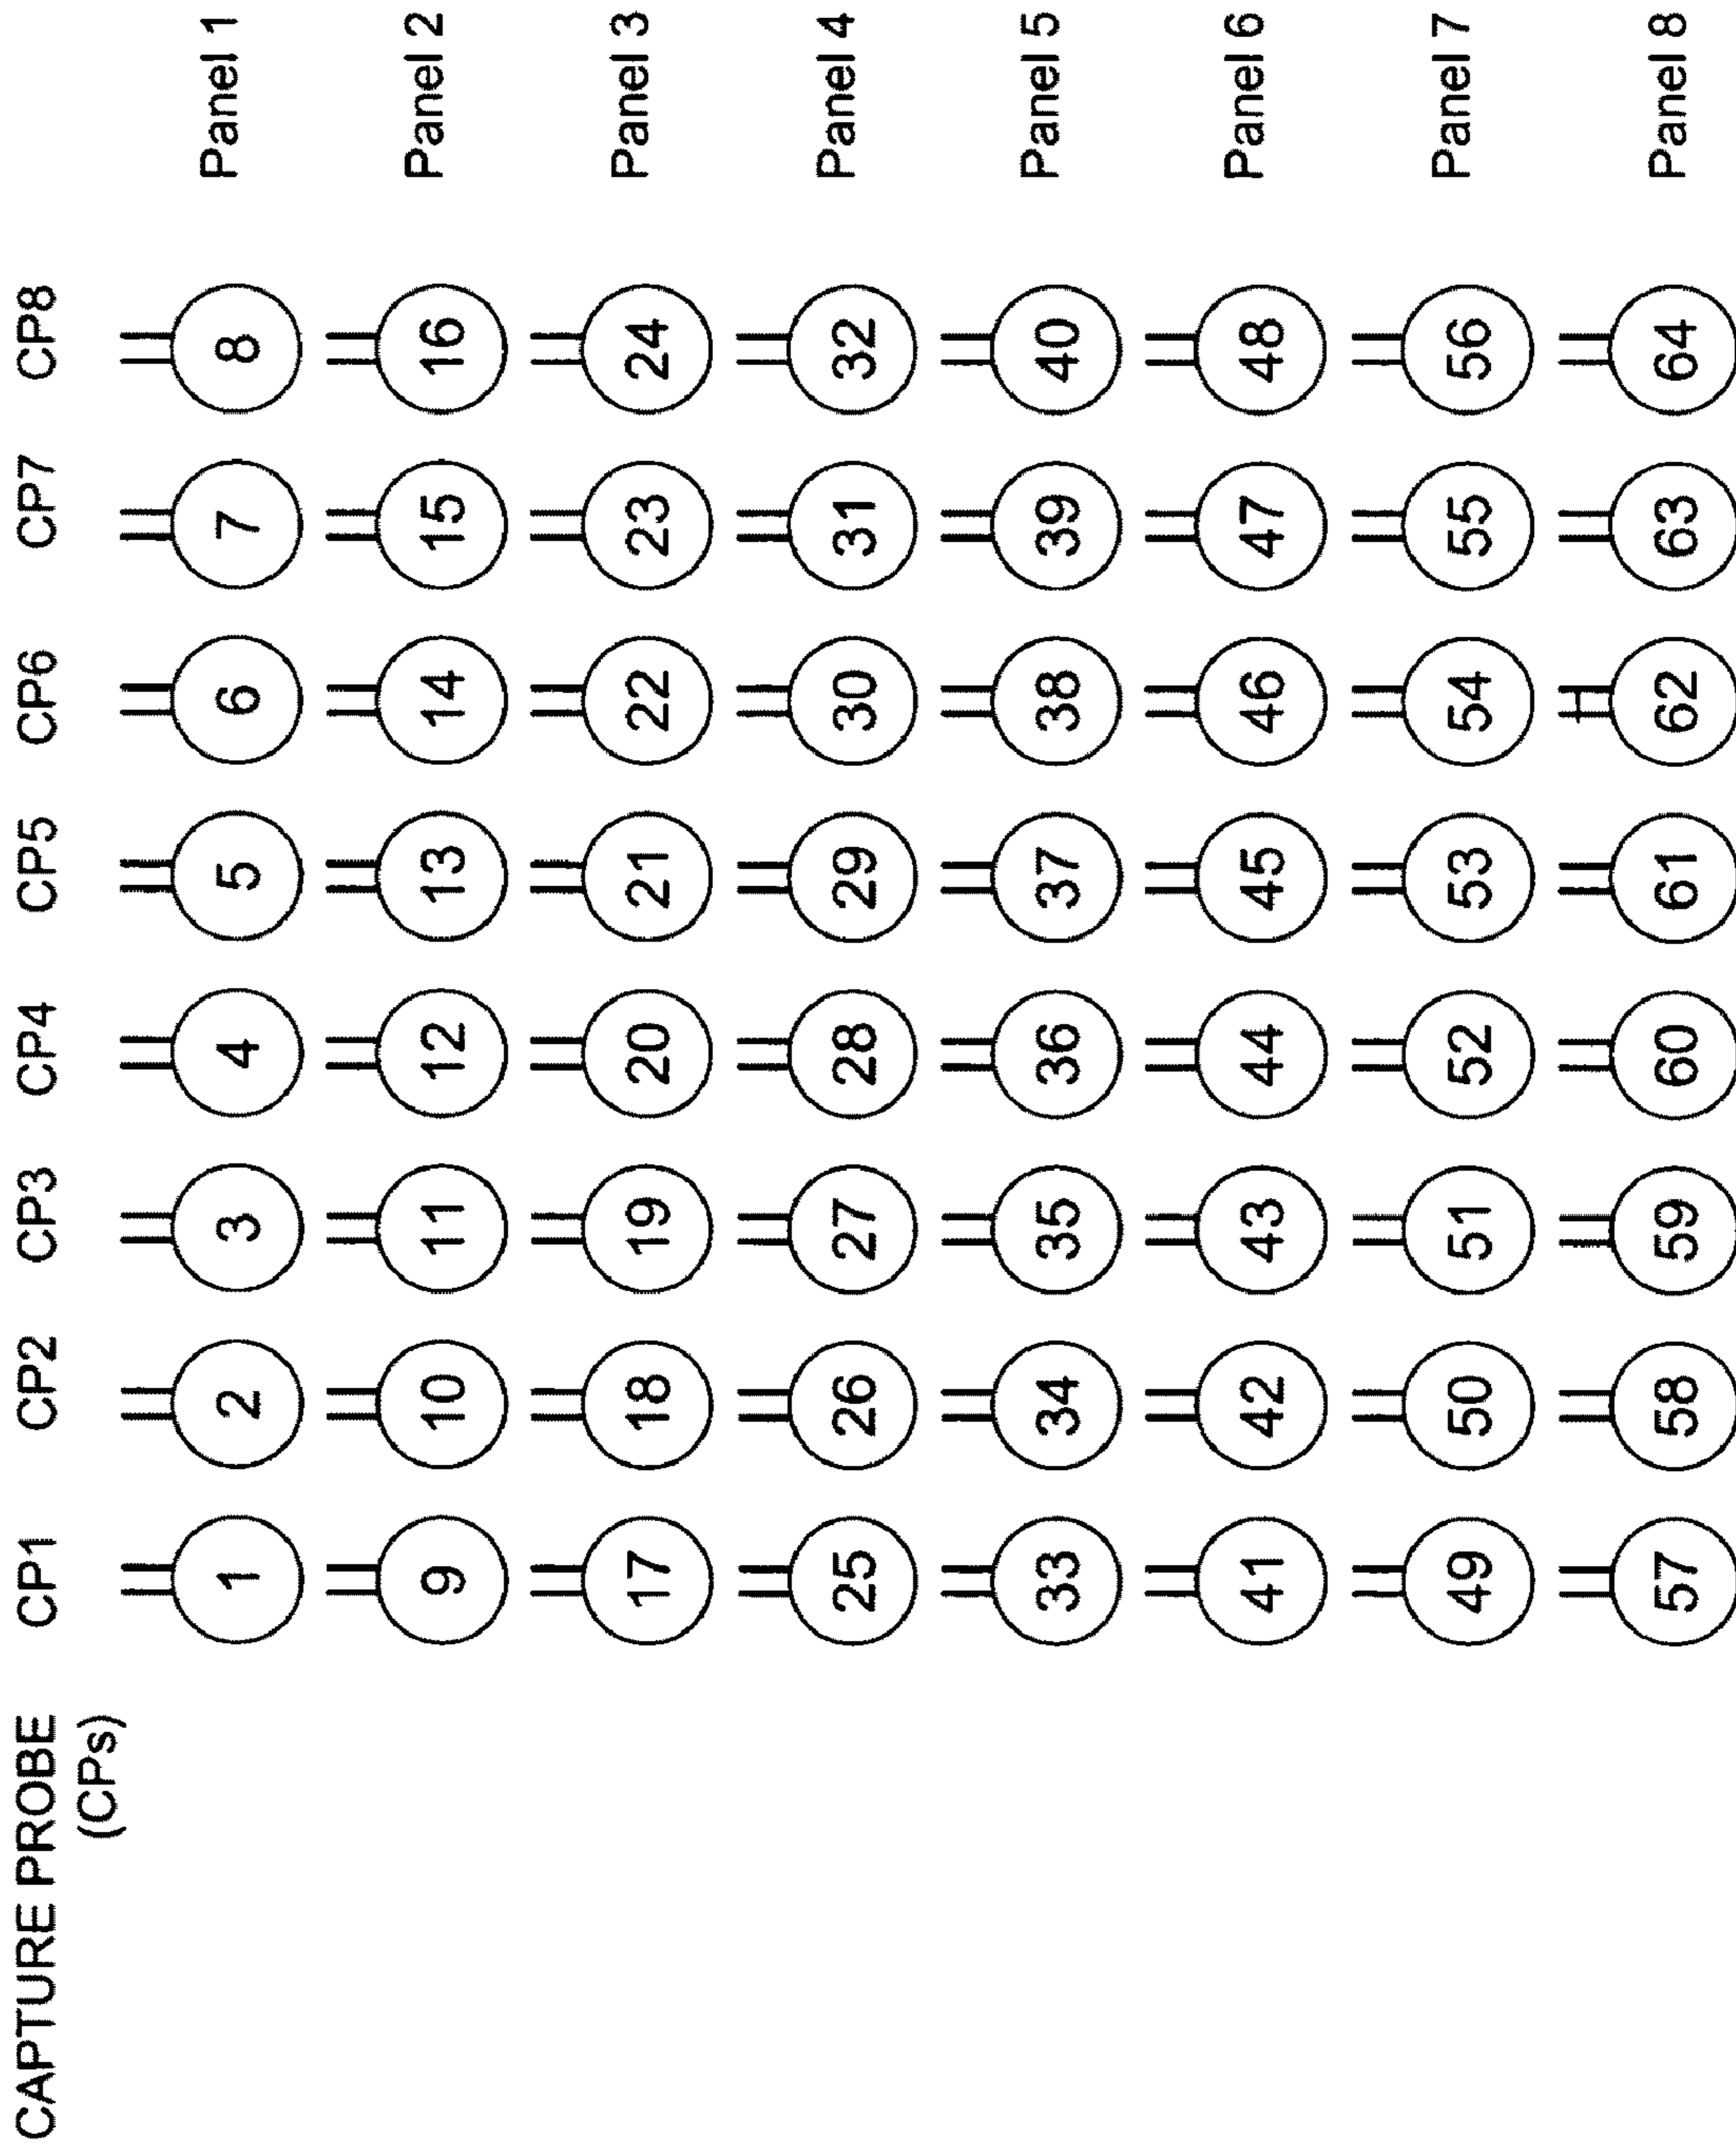 CAPTURE PROBE CP1 CP2 CP3 CP4 CP5 CP6 CP7 CP8
(CPs)
1 2 3 4 5 6 7 8 Panel 1
9 10 11 12 13 14 15 16 Panel 2
17 18 19 20 21 22 23 24 Panel 3
25 26 27 28 29 30 31 32 Panel 4
33 34 35 36 37 38 39 40 Panel 5
41 42 43 44 45 46 47 48 Panel 6
49 50 51 52 53 54 55 56 Panel 7
57 58 59 60 61 62 63 64 Panel 8